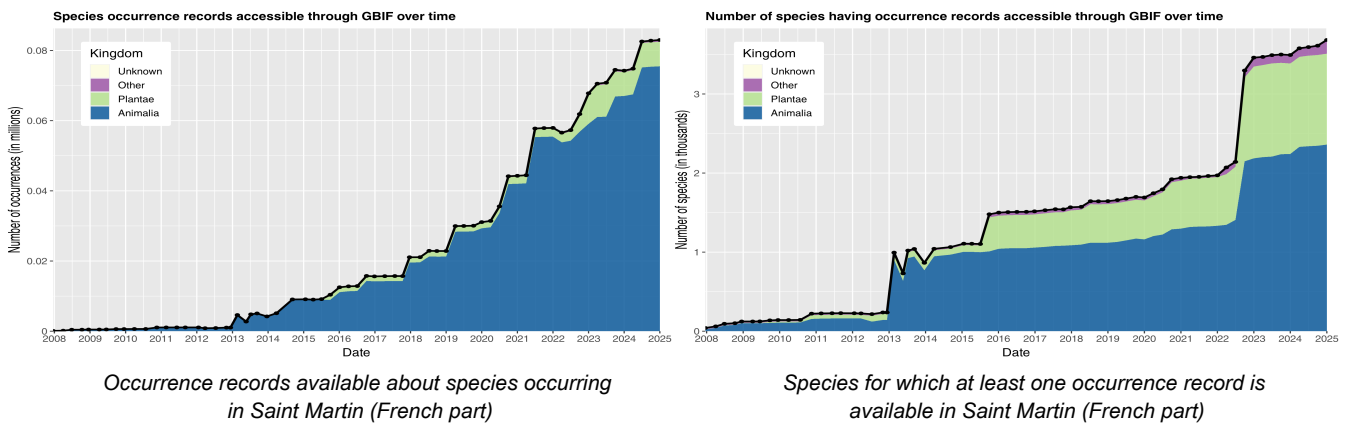 Species occurrence records accessible through GBIF over time
Number of occurrences (in millions)
0.08
0.06
0.04
0.02
0
Kingdom
Unknown
Other
Plantae
Animalia
2008 2009 2010 2011 2012 2013 2014 2015 2016 2017 2018 2019 2020 2021 2022 2023 2024 2025
Date
Occurrence records available about species occurring
in Saint Martin (French part)
Number of species having occurrence records accessible through GBIF over time
Number of species (in thousands)
3
2
1
0
Kingdom
Unknown
Other
Plantae
Animalia
2008 2009 2010 2011 2012 2013 2014 2015 2016 2017 2018 2019 2020 2021 2022 2023 2024 2025
Date
Species for which at least one occurrence record is
available in Saint Martin (French part)